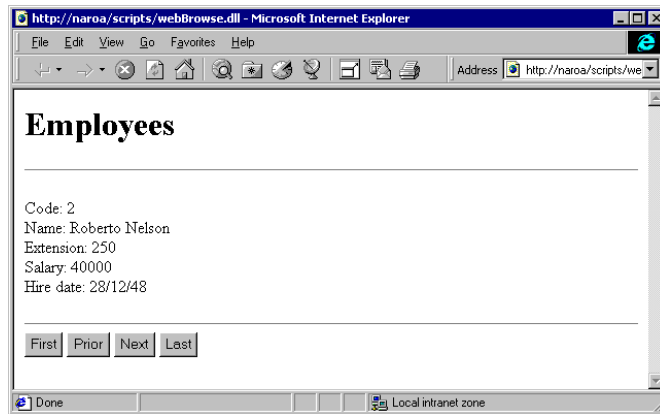 http://naroa/scripts/webBrowse.dll - Microsoft Internet Explorer
File Edit View Go Favorites Help
Address http://naroa/scripts/we
Employees
Code: 2
Name: Roberto Nelson
Extension: 250
Salary: 40000
Hire date: 28/12/48
First Prior Next Last
Done Local intranet zone